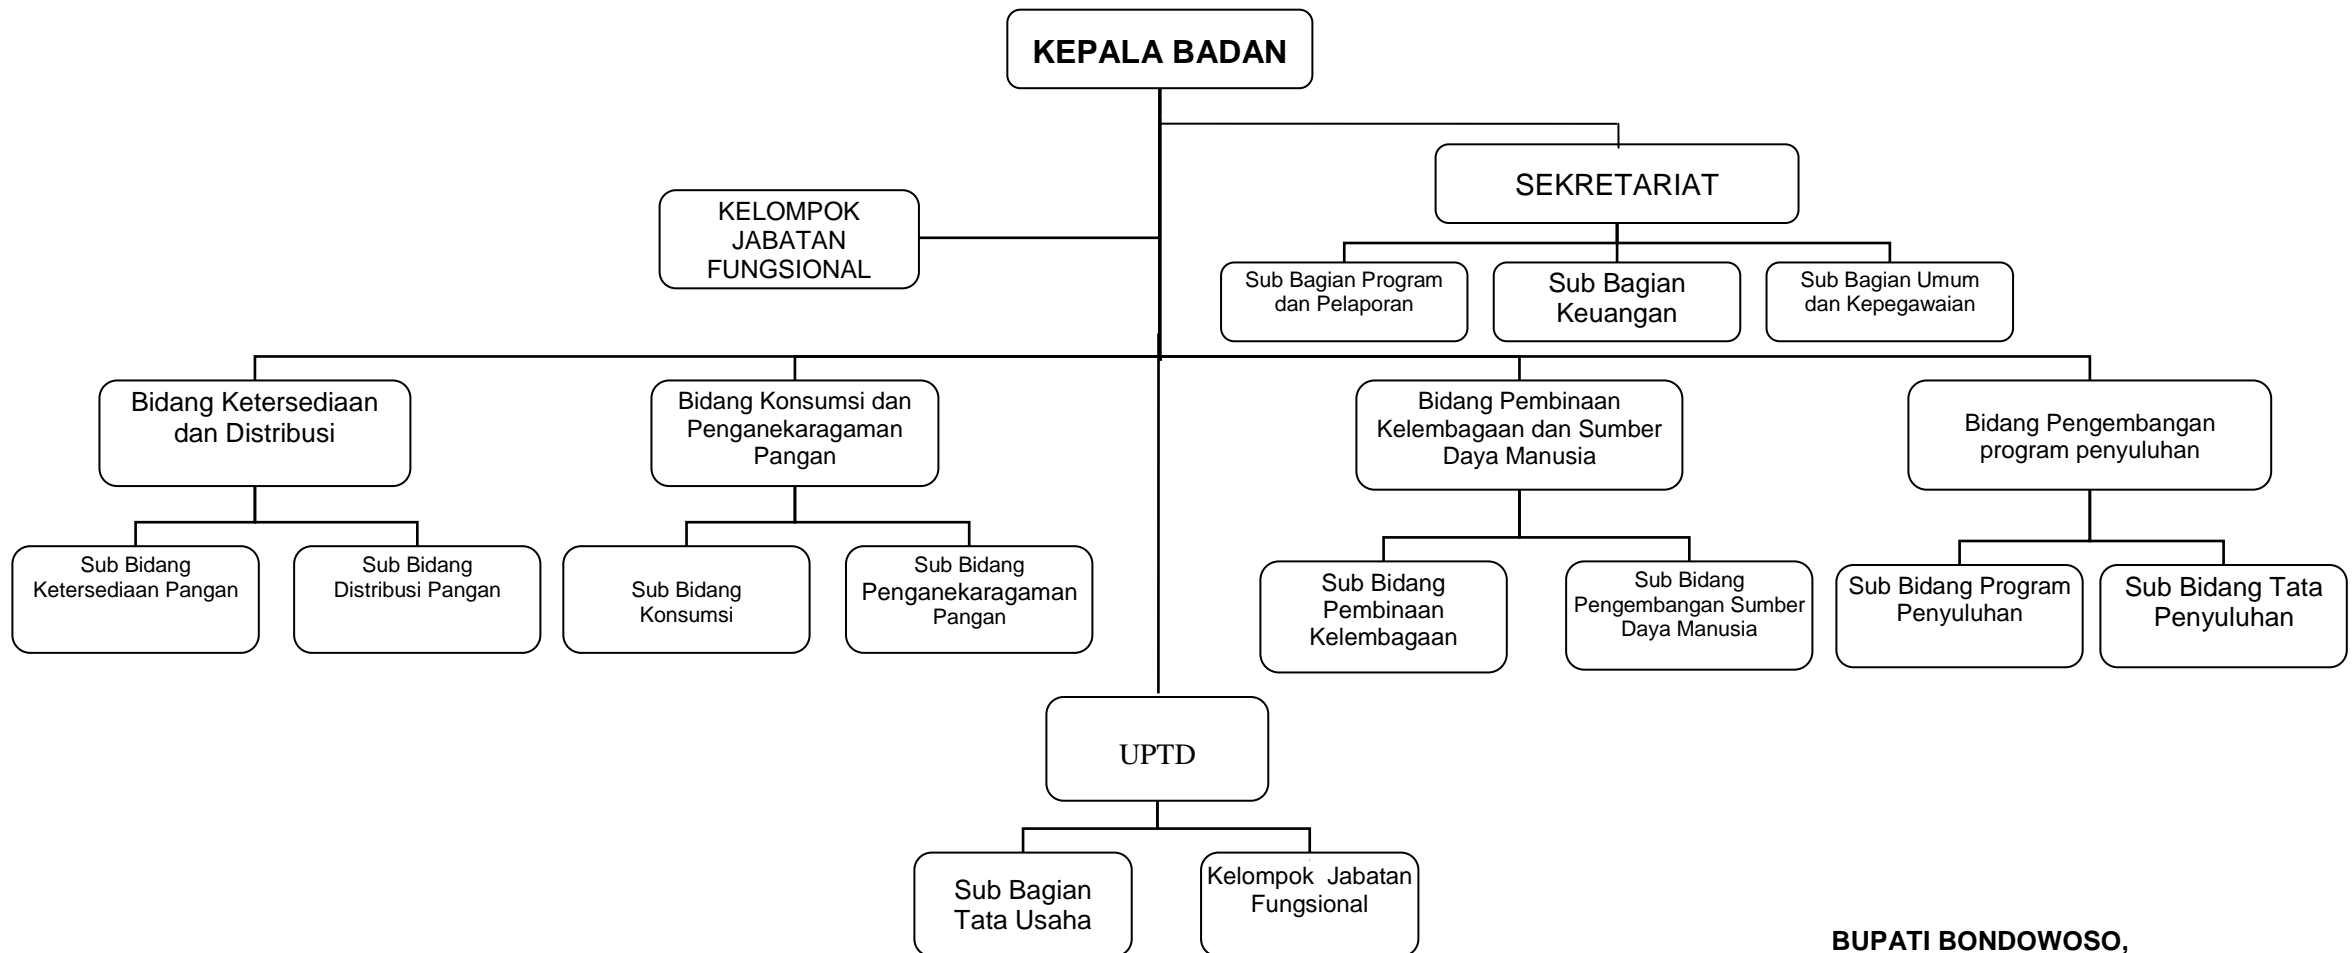 KEPALA BADAN
SEKRETARIAT
KELOMPOK
JABATAN
FUNGSIONAL
Sub Bagian Program
dan Pelaporan
Sub Bagian
Keuangan
Sub Bagian Umum
dan Kepegawaian
Bidang Ketersediaan
dan Distribusi
Bidang Konsumsi dan
Penganekaragaman
Pangan
Bidang Pembinaan
Kelembagaan dan Sumber
Daya Manusia
Bidang Pengembangan
program penyuluhan
Sub Bidang
Ketersediaan Pangan
Sub Bidang
Distribusi Pangan
Sub Bidang
Konsumsi
Sub Bidang
Penganekaragaman
Pangan
Sub Bidang
Pembinaan
Kelembagaan
Sub Bidang
Pengembangan Sumber
Daya Manusia
Sub Bidang Program
Penyuluhan
Sub Bidang Tata
Penyuluhan
UPTD
Sub Bagian
Tata Usaha
Kelompok Jabatan
Fungsional
BUPATI BONDOWOSO,